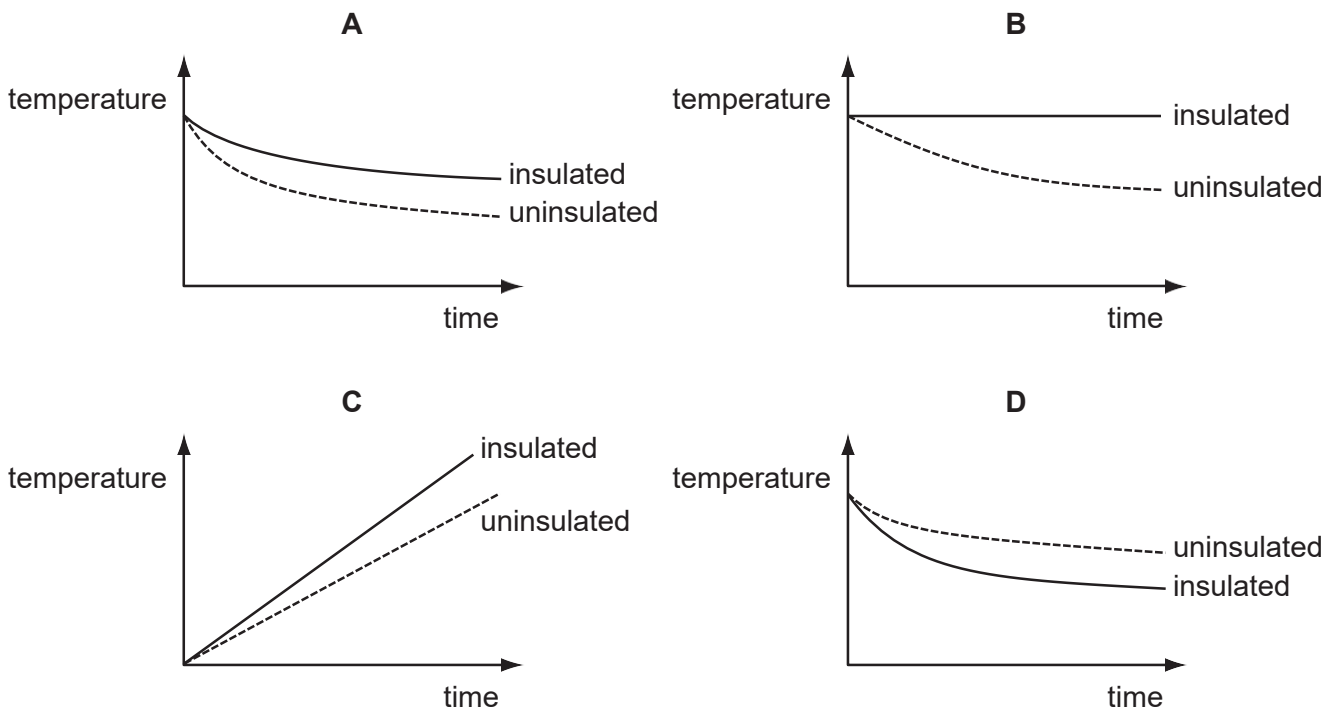 A
temperature
insulated
uninsulated
time
B
temperature
insulated
uninsulated
time
C
temperature
insulated
uninsulated
time
D
temperature
uninsulated
insulated
time